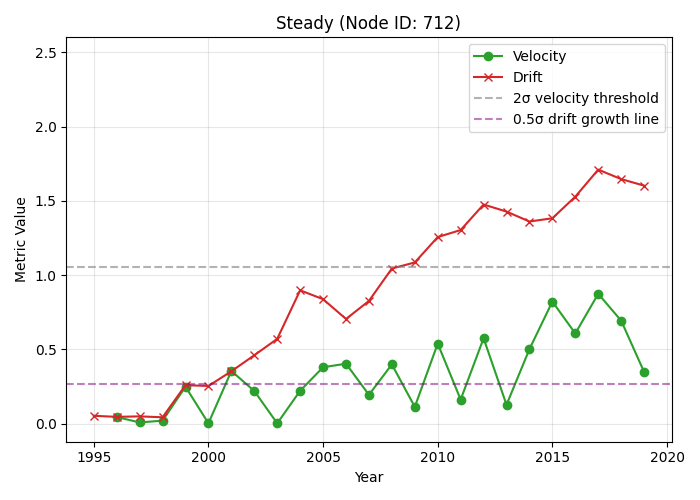 Steady (Node ID: 712)
Velocity
Drift
2σ velocity threshold
0.5σ drift growth line
Metric Value
2.5
2.0
1.5
1.0
0.5
0.0
1995 2000 2005 2010 2015 2020
Year